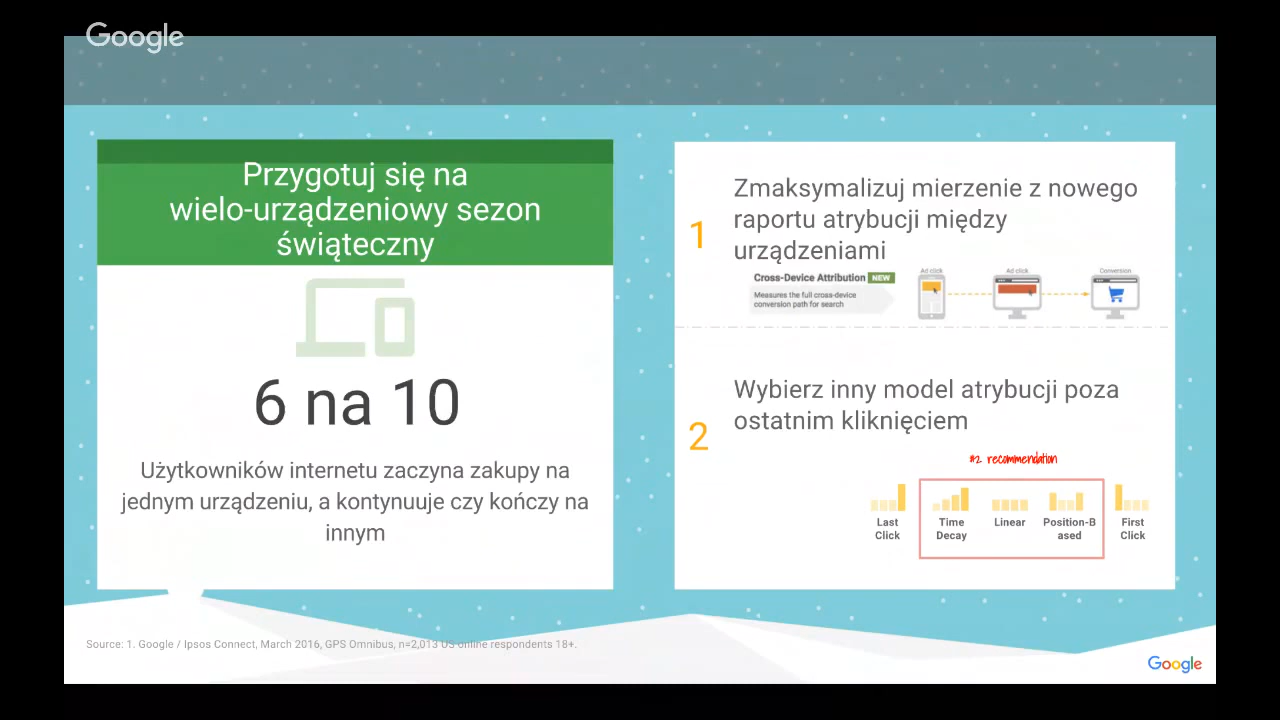 Google
Przygotuj się na
wielo-urządzeniowy sezon
świąteczny
6 na 10
Użytkowników internetu zaczyna zakupy na
jednym urządzeniu, a kontynuuje czy kończy na
innym
1
Zmaksymalizuj mierzenie z nowego
raportu atrybucji między
urządzeniami
Cross-Device Attribution NEW
Measures the full cross-device
conversion path for search
Ad click
Ad click
Conversion
2
Wybierz inny model atrybucji poza
ostatnim kliknięciem
#2 recommendation
Last
Click
Time
Decay
Linear
Position-B
ased
First
Click
Source: 1. Google / Ipsos Connect, March 2016, GPS Omnibus, n=2,013 US online respondents 18+.
Google